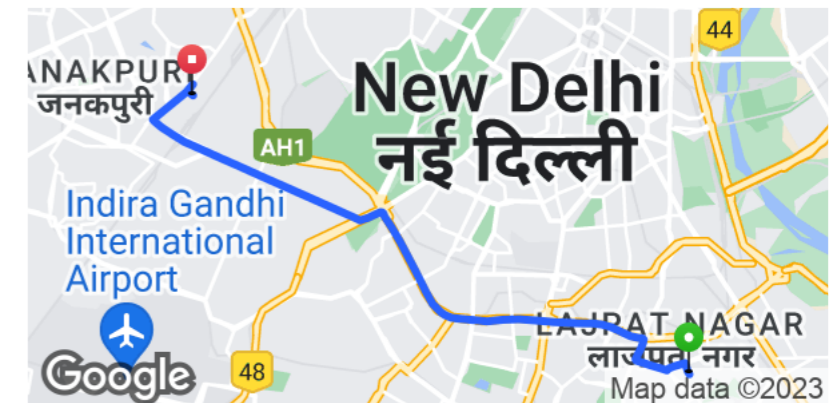 44
ANAKPURI
जनकपुरी
New Delhi
नई दिल्ली
AH1
Indira Gandhi
International
Airport
LAJPAT NAGAR
लाजपत नगर
48
Google
Map data ©2023